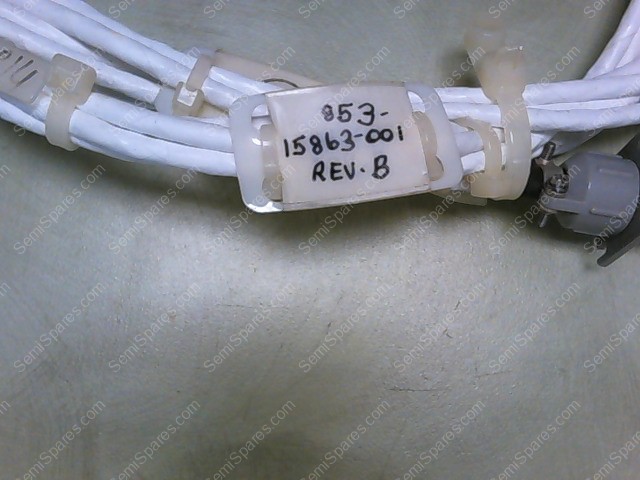 853-
15863-001
REV. B
SemiSpares.com